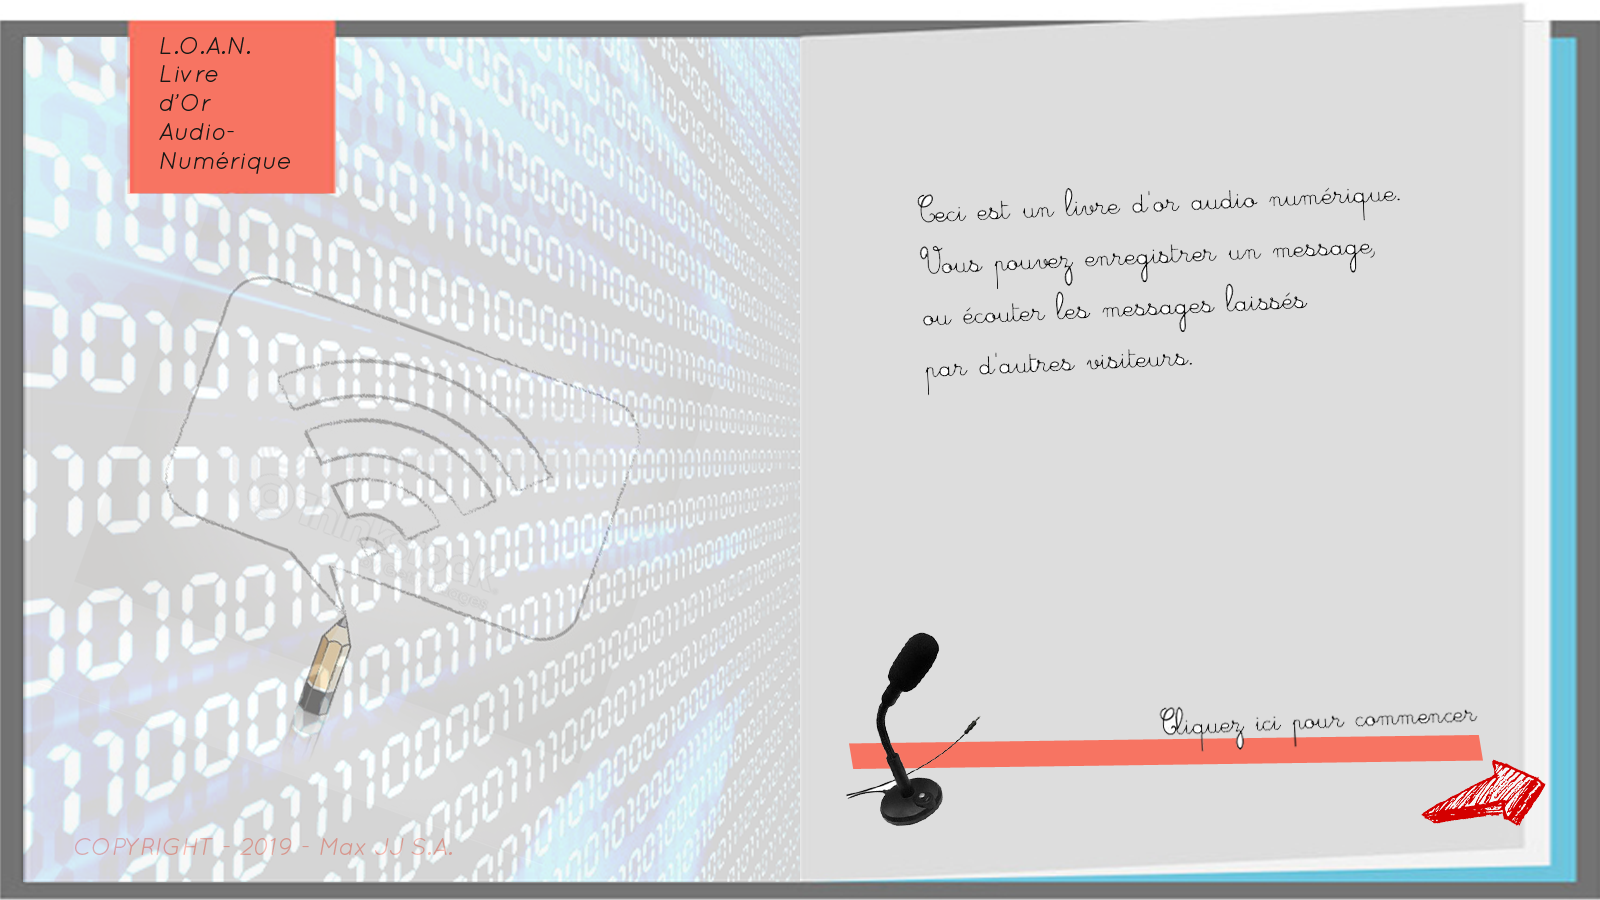 L.O.A.N.
Livre
d'Or
Audio-
Numérique
Ceci est un livre d'or audio numérique.
Vous pouvez enregistrer un message,
ou écouter les messages laissés
par d'autres visiteurs.
Cliquez ici pour commencer
COPYRIGHT - 2019 - Max JJ S.A.